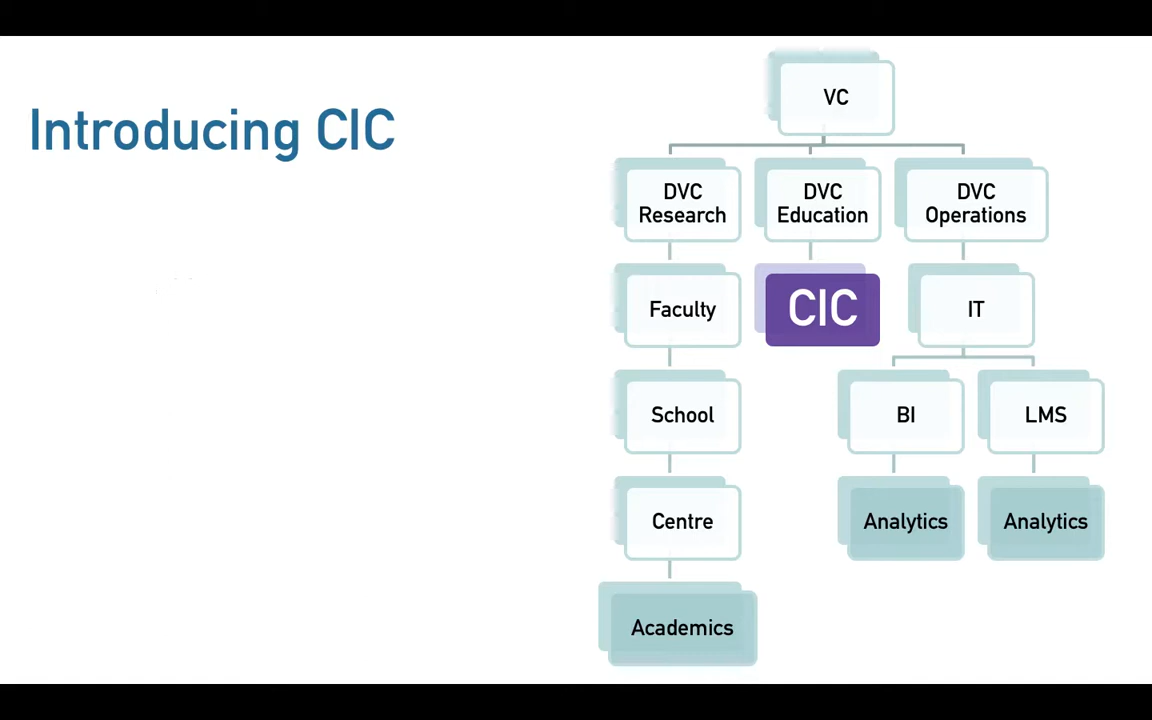 Introducing CIC
VC
DVC
Research
DVC
Education
DVC
Operations
Faculty
CIC
IT
School
BI
LMS
Centre
Analytics
Analytics
Academics